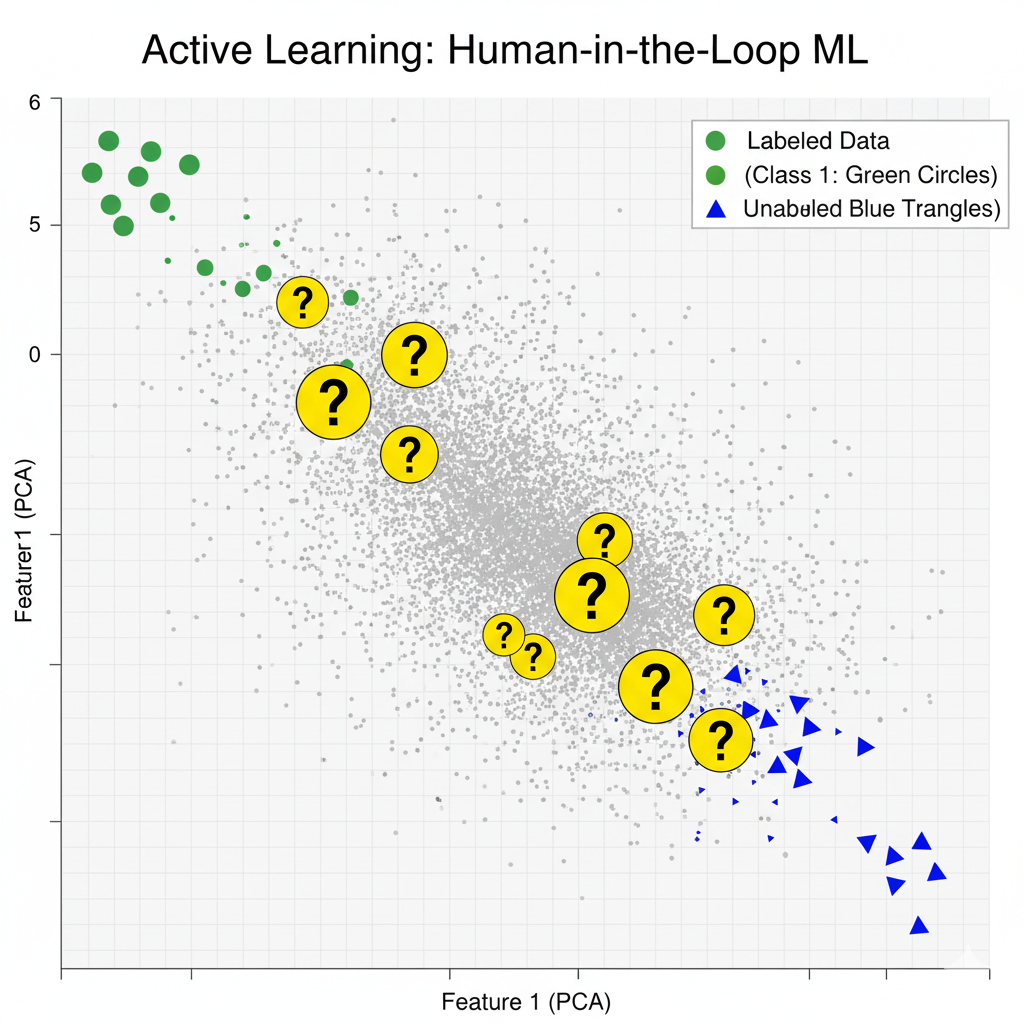 Active Learning: Human-in-the-Loop ML
6
5
0
Featurer1 (PCA)
Labeled Data
(Class 1: Green Circles)
Blue Trangles)
?
?
?
?
?
?
?
?
?
?
?
Feature 1 (PCA)